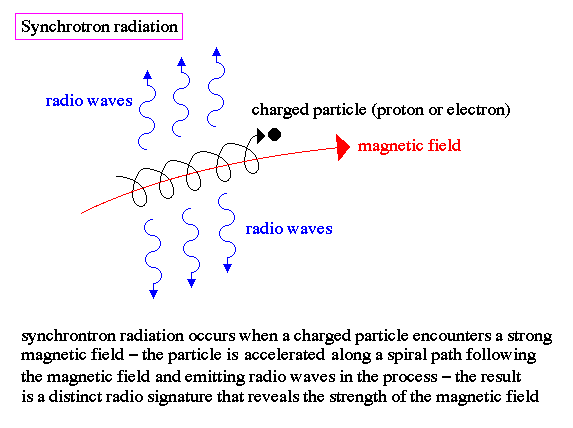 Synchrotron radiation
radio waves
charged particle (proton or electron)
magnetic field
radio waves
synchrontron radiation occurs when a charged particle encounters a strong
magnetic field – the particle is accelerated along a spiral path following
the magnetic field and emitting radio waves in the process – the result
is a distinct radio signature that reveals the strength of the magnetic field